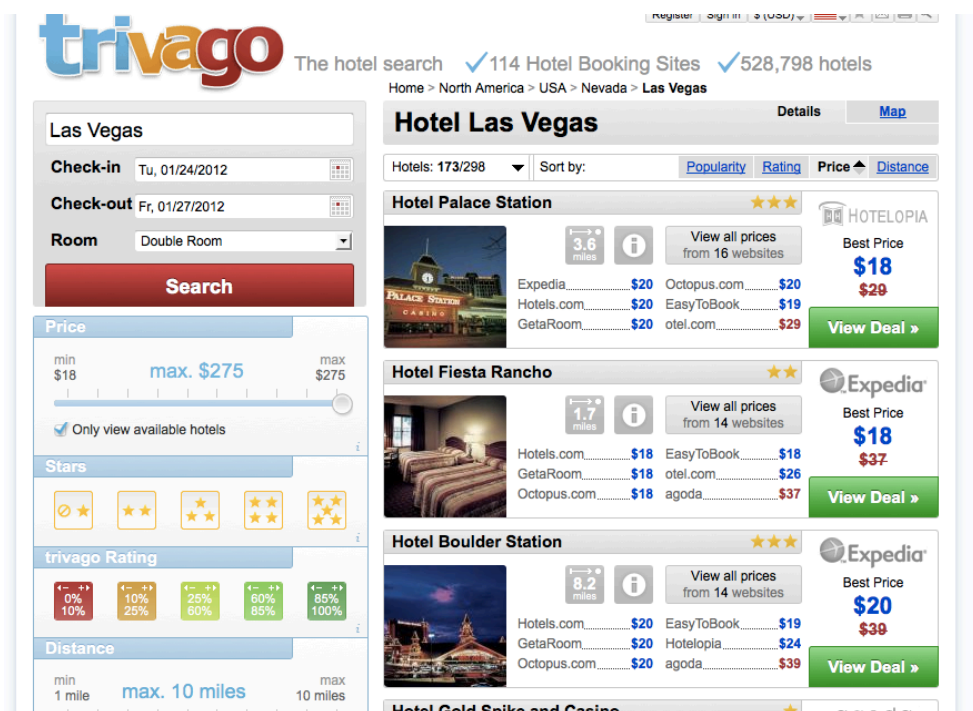 Register Sign in $ (USD)
trivago
The hotel search ✓114 Hotel Booking Sites ✓528,798 hotels
Home > North America > USA > Nevada > Las Vegas
Las Vegas
Check-in Tu, 01/24/2012
Check-out Fr, 01/27/2012
Room Double Room
Search
Price
min max
$18 max. $275 $275
Only view available hotels
i
Stars
i
trivago Rating
0% 10% 25% 60% 85%
10% 25% 60% 85% 100%
i
Distance
min max
1 mile max. 10 miles 10 miles
Hotel Las Vegas
Details Map
Hotels: 173/298 Sort by: Popularity Rating Price Distance
Hotel Palace Station
HOTELOPIA
PALACE STATION
CASINO
3.6 miles
i
View all prices
from 16 websites
Expedia $20 Octopus.com $20
Hotels.com $20 EasyToBook $19
GetaRoom $20 otel.com $29
Best Price
$18
$29
View Deal »
Hotel Fiesta Rancho
Expedia
1.7 miles
i
View all prices
from 14 websites
Hotels.com $18 EasyToBook $18
GetaRoom $18 otel.com $26
Octopus.com $18 agoda $37
Best Price
$18
$37
View Deal »
Hotel Boulder Station
Expedia
8.2 miles
i
View all prices
from 14 websites
Hotels.com $20 EasyToBook $19
GetaRoom $20 Hotelopia $24
Octopus.com $20 agoda $39
Best Price
$20
$39
View Deal »
Hotel Gold Spike and Casino
agoda